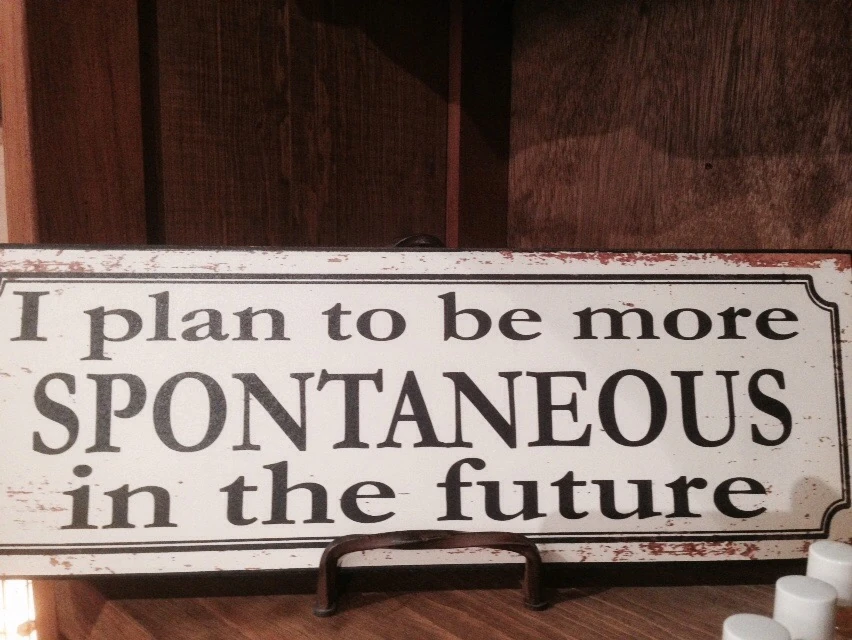 I plan to be more
SPONTANEOUS
in the future